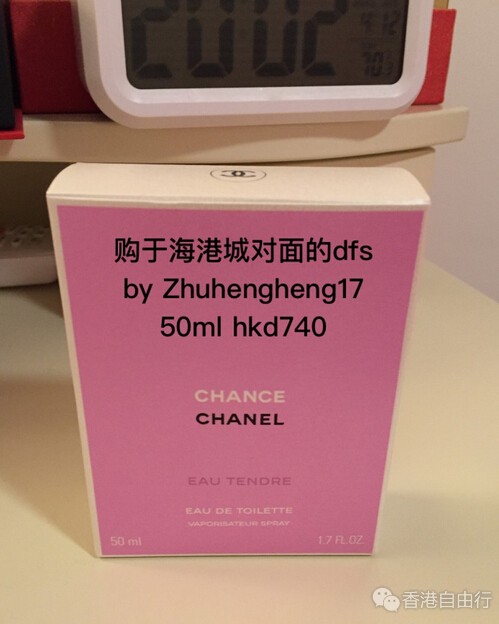 购于海港城对面的dfs
by Zhuhengheng17
50ml hkd740
CHANCE
CHANEL
EAU TENDRE
EAU DE TOILETTE
VAPORISATEUR SPRAY
50 ml
1.7 FL.OZ
香港自由行